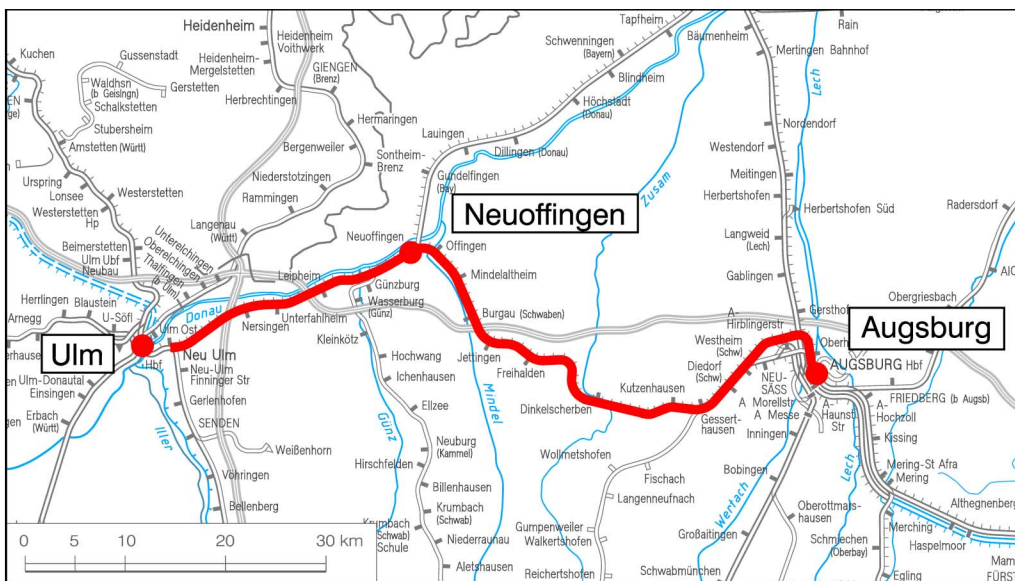 Kuchen
Gussenstadt
Waldhsn
(b Geislngn)
Gerstetten
Schalkstetten
Stubersheim
Amstetten (Württ)
Urspring
Lonsee
Westerstetten
Westerstetten
Hp
Beimerstetten
Ulm Ubf
Neubau
Heidenheim
Heidenheim
Voithwerk
Heidenheim-
Mergelstetten
GIENGEN
(Brenz)
Herbrechtingen
Hermaringen
Bergenweiler
Sontheim-
Brenz
Niederstotzingen
Rammingen
Langenau
(Württ)
Unterelchingen
Oberelchingen
Thalfingen
(b Ulm)
Tapfheim
Schwenningen
(Bayern)
Blindheim
Höchstädt
(Donau)
Lauingen
Dillingen (Donau)
Gundelfingen
(Bay)
Rain
Bäumenheim
Mertingen Bahnhof
Lech
Nordendorf
Westendorf
Meitingen
Herbertshofen
Herbertshofen Süd
Langweid
(Lech)
Gablingen
Gersthofen
Radersdorf
Obergriesbach
Zusam
Neuoffingen
Neuoffingen
Offingen
Mindelaltheim
Leipheim
Günzburg
Wasserburg
(Günz)
Burgau (Schwaben)
Donau
Nersingen
Unterfahlheim
Kleinkötz
Jettingen
Freihalden
Herrlingen
Blaustein
Arnegg
U-Söfl
Ulm Ost
Ulm
Hbf
Neu Ulm
Neu-Ulm
Finninger Str
Gerlenhofen
SENDEN
Weißenhorn
Vöhringen
Bellenberg
Iller
Ulm-Donautal
Einsingen
Erbach
(Württ)
Hochwang
Ichenhausen
Ellzee
Neuburg
(Kammel)
Hirschfelden
Billenhausen
Krumbach
(Schwab)
Krumbach
(Schwab)
Schule
Niederraunau
Aletshausen
Günz
Mindel
Dinkelscherben
Kutzenhausen
Gessert-
hausen
Diedorf
(Schw)
Westheim
(Schw)
A-
Hirblingerstr
NEU-
SÄSS
A Morellstr
A Messe
Inningen
Augsburg
AUGSBURG Hbf
A-
Haunst
Str
FRIEDBERG (b Augsb)
A-
Hochzoll
Kissing
Mering-St Afra
Mering
Althegnenberg
Merching
Haspelmoor
Wollmetshofen
Fischach
Langenneufnach
Gumpenweiler
Walkertshofen
Reichertshofen
Bobingen
Wertach
Lech
Großaitingen
Schwabmünchen
Oberottmars-
hausen
Schmiechen
(Oberbay)
Egling
0 10 20 30 km